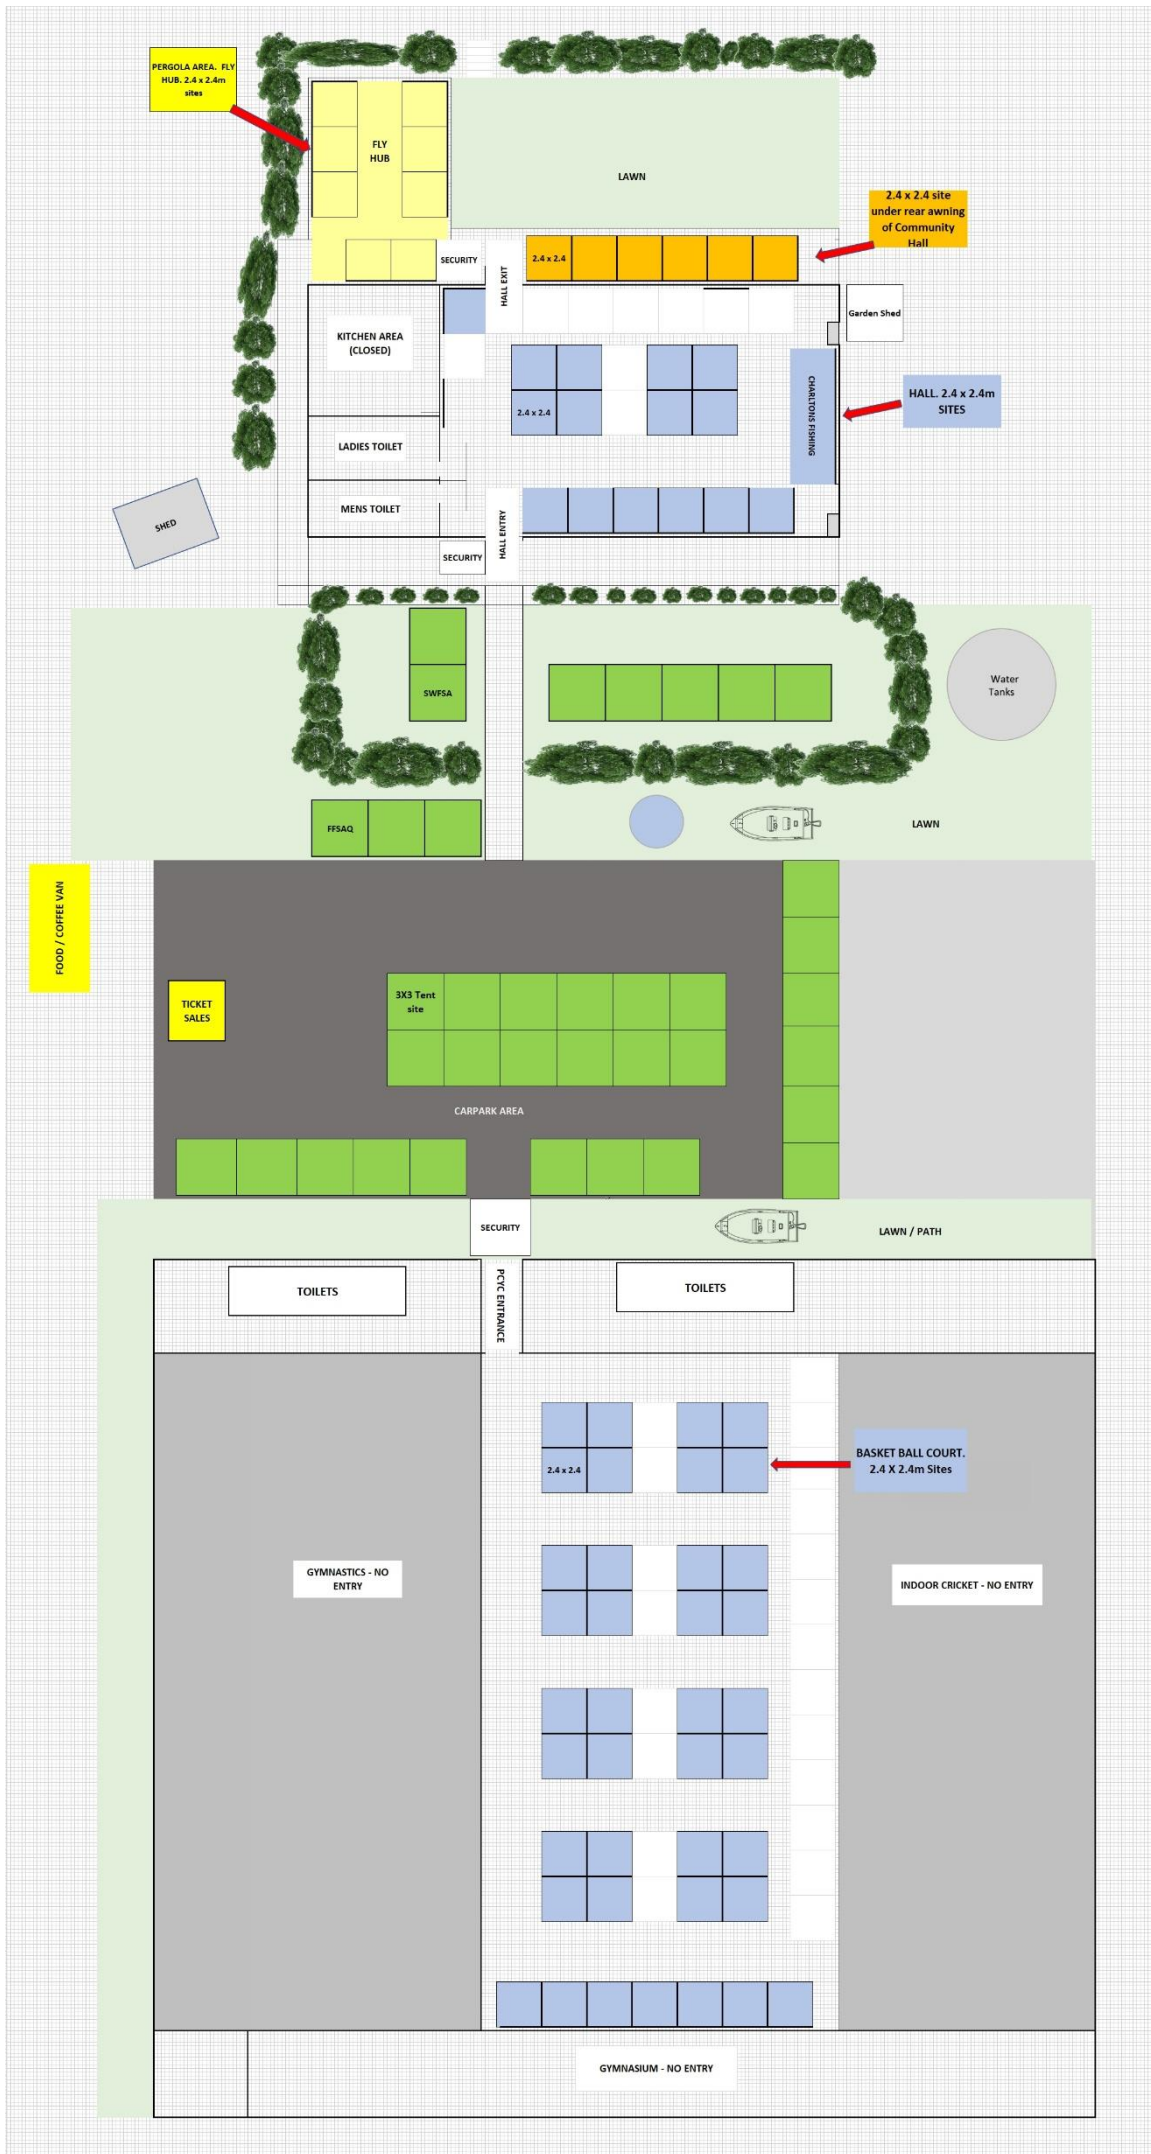 PERGOLA AREA.  FLY
HUB. 2.4 x 2.4m
sites
FLY
HUB
LAWN
2.4 x 2.4 site
under rear awning
of Community
Hall
SECURITY
HALL EXIT
2.4 x 2.4
Garden Shed
KITCHEN AREA
(CLOSED)
2.4 x 2.4
CHARLTONS FISHING
HALL. 2.4 x 2.4m
SITES
LADIES TOILET
MENS TOILET
SHED
HALL ENTRY
SECURITY
SWFSA
Water
Tanks
FFSAQ
LAWN
FOOD / COFFEE VAN
TICKET
SALES
3X3 Tent
site
CARPARK AREA
SECURITY
LAWN / PATH
TOILETS
PCYC ENTRANCE
TOILETS
2.4 x 2.4
BASKET BALL COURT.
2.4 X 2.4m Sites
GYMNASTICS - NO
ENTRY
INDOOR CRICKET - NO ENTRY
GYMNASIUM - NO ENTRY